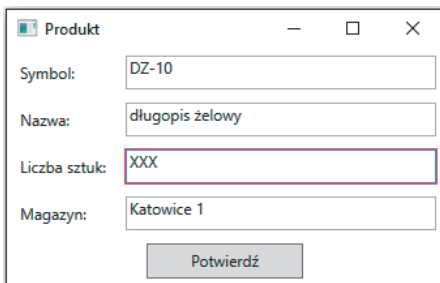 Produkt
Symbol: DZ-10
Nazwa: długopis żelowy
Liczba sztuk: XXX
Magazyn: Katowice 1
Potwierdź